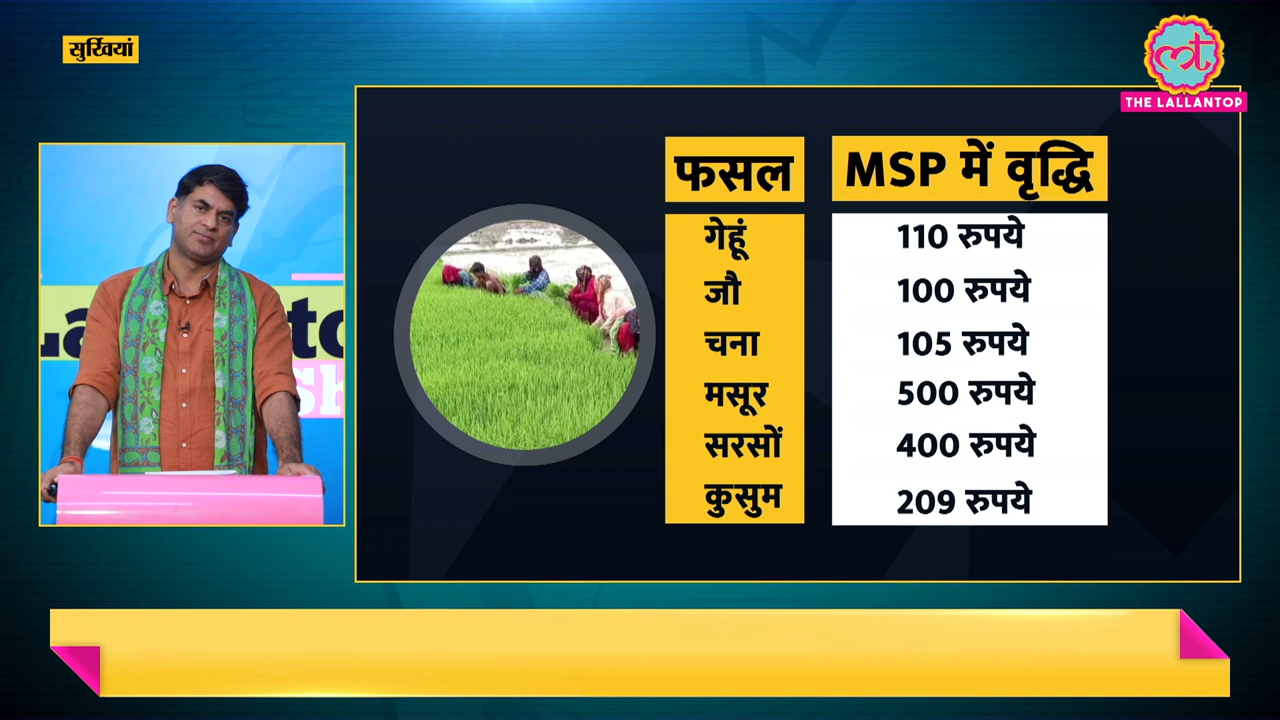 सुर्खियां
THE LALLANTOP
फसल MSP में वृद्धि
गेहूं 110 रुपये
जौ 100 रुपये
चना 105 रुपये
मसूर 500 रुपये
सरसों 400 रुपये
कुसुम 209 रुपये